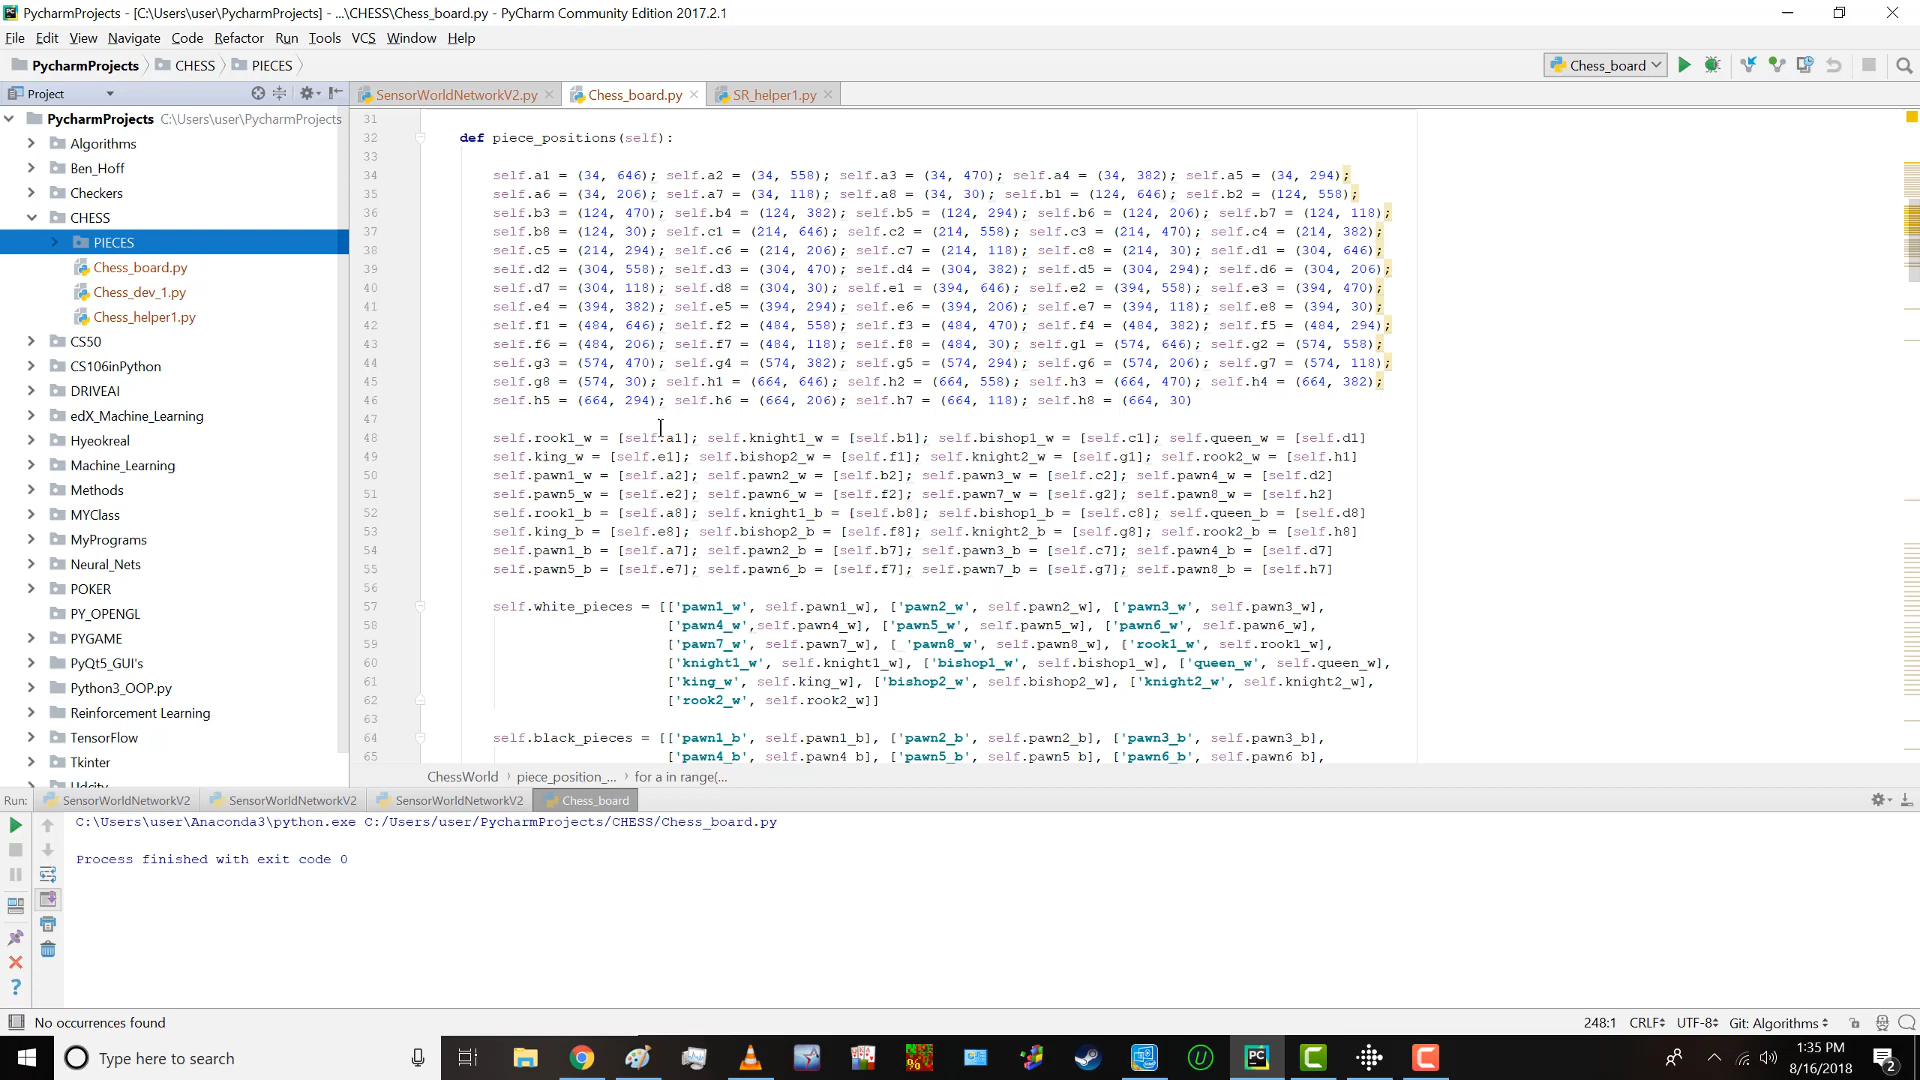 PycharmProjects - [C:\Users\user\PycharmProjects] - ...\CHESS\Chess_board.py - PyCharm Community Edition 2017.2.1
File Edit View Navigate Code Refactor Run Tools VCS Window Help
PycharmProjects CHESS PIECES Chess_board
Project SensorWorldNetworkV2.py Chess_board.py SR_helper1.py
PycharmProjects C:\Users\user\PycharmProjects
Algorithms
Ben_Hoff
Checkers
CHESS
PIECES
Chess_board.py
Chess_dev_1.py
Chess_helper1.py
CS50
CS106inPython
DRIVEAI
edX_Machine_Learning
Hyeokreal
Machine_Learning
Methods
MYClass
MyPrograms
Neural_Nets
POKER
PY_OPENGL
PYGAME
PyQt5_GUI's
Python3_OOP.py
Reinforcement Learning
TensorFlow
Tkinter
31
32 def piece_positions(self):
33
34 self.a1 = (34, 646); self.a2 = (34, 558); self.a3 = (34, 470); self.a4 = (34, 382); self.a5 = (34, 294);
35 self.a6 = (34, 206); self.a7 = (34, 118); self.a8 = (34, 30); self.b1 = (124, 646); self.b2 = (124, 558);
36 self.b3 = (124, 470); self.b4 = (124, 382); self.b5 = (124, 294); self.b6 = (124, 206); self.b7 = (124, 118);
37 self.b8 = (124, 30); self.c1 = (214, 646); self.c2 = (214, 558); self.c3 = (214, 470); self.c4 = (214, 382);
38 self.c5 = (214, 294); self.c6 = (214, 206); self.c7 = (214, 118); self.c8 = (214, 30); self.d1 = (304, 646);
39 self.d2 = (304, 558); self.d3 = (304, 470); self.d4 = (304, 382); self.d5 = (304, 294); self.d6 = (304, 206);
40 self.d7 = (304, 118); self.d8 = (304, 30); self.e1 = (394, 646); self.e2 = (394, 558); self.e3 = (394, 470);
41 self.e4 = (394, 382); self.e5 = (394, 294); self.e6 = (394, 206); self.e7 = (394, 118); self.e8 = (394, 30);
42 self.f1 = (484, 646); self.f2 = (484, 558); self.f3 = (484, 470); self.f4 = (484, 382); self.f5 = (484, 294);
43 self.f6 = (484, 206); self.f7 = (484, 118); self.f8 = (484, 30); self.g1 = (574, 646); self.g2 = (574, 558);
44 self.g3 = (574, 470); self.g4 = (574, 382); self.g5 = (574, 294); self.g6 = (574, 206); self.g7 = (574, 118);
45 self.g8 = (574, 30); self.h1 = (664, 646); self.h2 = (664, 558); self.h3 = (664, 470); self.h4 = (664, 382);
46 self.h5 = (664, 294); self.h6 = (664, 206); self.h7 = (664, 118); self.h8 = (664, 30)
47
48 self.rook1_w = [self.a1]; self.knight1_w = [self.b1]; self.bishop1_w = [self.c1]; self.queen_w = [self.d1]
49 self.king_w = [self.e1]; self.bishop2_w = [self.f1]; self.knight2_w = [self.g1]; self.rook2_w = [self.h1]
50 self.pawn1_w = [self.a2]; self.pawn2_w = [self.b2]; self.pawn3_w = [self.c2]; self.pawn4_w = [self.d2]
51 self.pawn5_w = [self.e2]; self.pawn6_w = [self.f2]; self.pawn7_w = [self.g2]; self.pawn8_w = [self.h2]
52 self.rook1_b = [self.a8]; self.knight1_b = [self.b8]; self.bishop1_b = [self.c8]; self.queen_b = [self.d8]
53 self.king_b = [self.e8]; self.bishop2_b = [self.f8]; self.knight2_b = [self.g8]; self.rook2_b = [self.h8]
54 self.pawn1_b = [self.a7]; self.pawn2_b = [self.b7]; self.pawn3_b = [self.c7]; self.pawn4_b = [self.d7]
55 self.pawn5_b = [self.e7]; self.pawn6_b = [self.f7]; self.pawn7_b = [self.g7]; self.pawn8_b = [self.h7]
56
57 self.white_pieces = [['pawn1_w', self.pawn1_w], ['pawn2_w', self.pawn2_w], ['pawn3_w', self.pawn3_w],
58 ['pawn4_w',self.pawn4_w], ['pawn5_w', self.pawn5_w], ['pawn6_w', self.pawn6_w],
59 ['pawn7_w', self.pawn7_w], [ 'pawn8_w', self.pawn8_w], ['rook1_w', self.rook1_w],
60 ['knight1_w', self.knight1_w], ['bishop1_w', self.bishop1_w], ['queen_w', self.queen_w],
61 ['king_w', self.king_w], ['bishop2_w', self.bishop2_w], ['knight2_w', self.knight2_w],
62 ['rook2_w', self.rook2_w]]
63
64 self.black_pieces = [['pawn1_b', self.pawn1_b], ['pawn2_b', self.pawn2_b], ['pawn3_b', self.pawn3_b],
65 ['pawn4_b', self.pawn4_b], ['pawn5_b', self.pawn5_b], ['pawn6_b', self.pawn6_b],
ChessWorld piece_position_... for a in range(...
Run: SensorWorldNetworkV2 SensorWorldNetworkV2 SensorWorldNetworkV2 Chess_board
C:\Users\user\Anaconda3\python.exe C:/Users/user/PycharmProjects/CHESS/Chess_board.py
Process finished with exit code 0
No occurrences found 248:1 CRLF UTF-8 Git: Algorithms
Type here to search
1:35 PM
8/16/2018
2